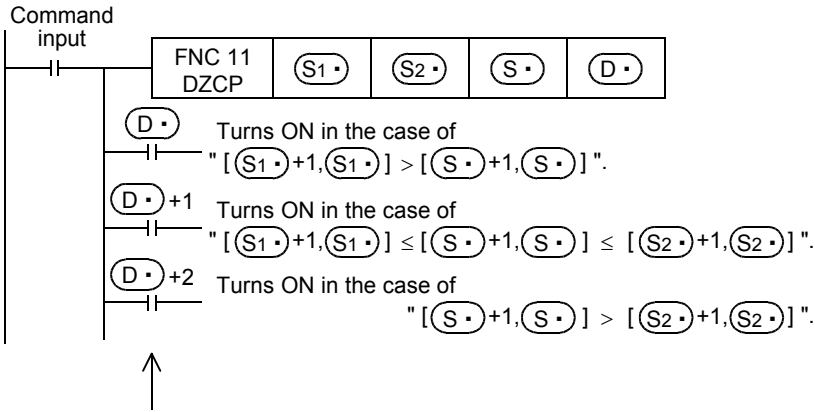 Command
input
FNC 11
DZCP
S1・
S2・
S・
D・
D・
Turns ON in the case of
" [ S1・+1, S1・ ] > [ S・+1, S・ ] ".
D・+1
Turns ON in the case of
" [ S1・+1, S1・ ] ≤ [ S・+1, S・ ] ≤ [ S2・+1, S2・ ] ".
D・+2
Turns ON in the case of
" [ S・+1, S・ ] > [ S2・+1, S2・ ] ".